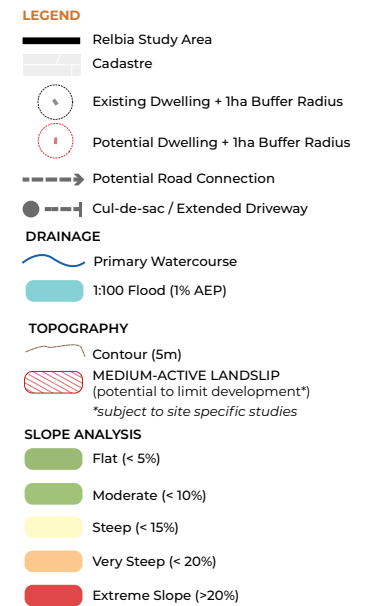 LEGEND
Relbia Study Area
Cadastre
Existing Dwelling + 1ha Buffer Radius
Potential Dwelling + 1ha Buffer Radius
Potential Road Connection
Cul-de-sac / Extended Driveway
DRAINAGE
Primary Watercourse
1:100 Flood (1% AEP)
TOPOGRAPHY
Contour (5m)
MEDIUM-ACTIVE LANDSLIP
(potential to limit development*)
*subject to site specific studies
SLOPE ANALYSIS
Flat (< 5%)
Moderate (< 10%)
Steep (< 15%)
Very Steep (< 20%)
Extreme Slope (>20%)